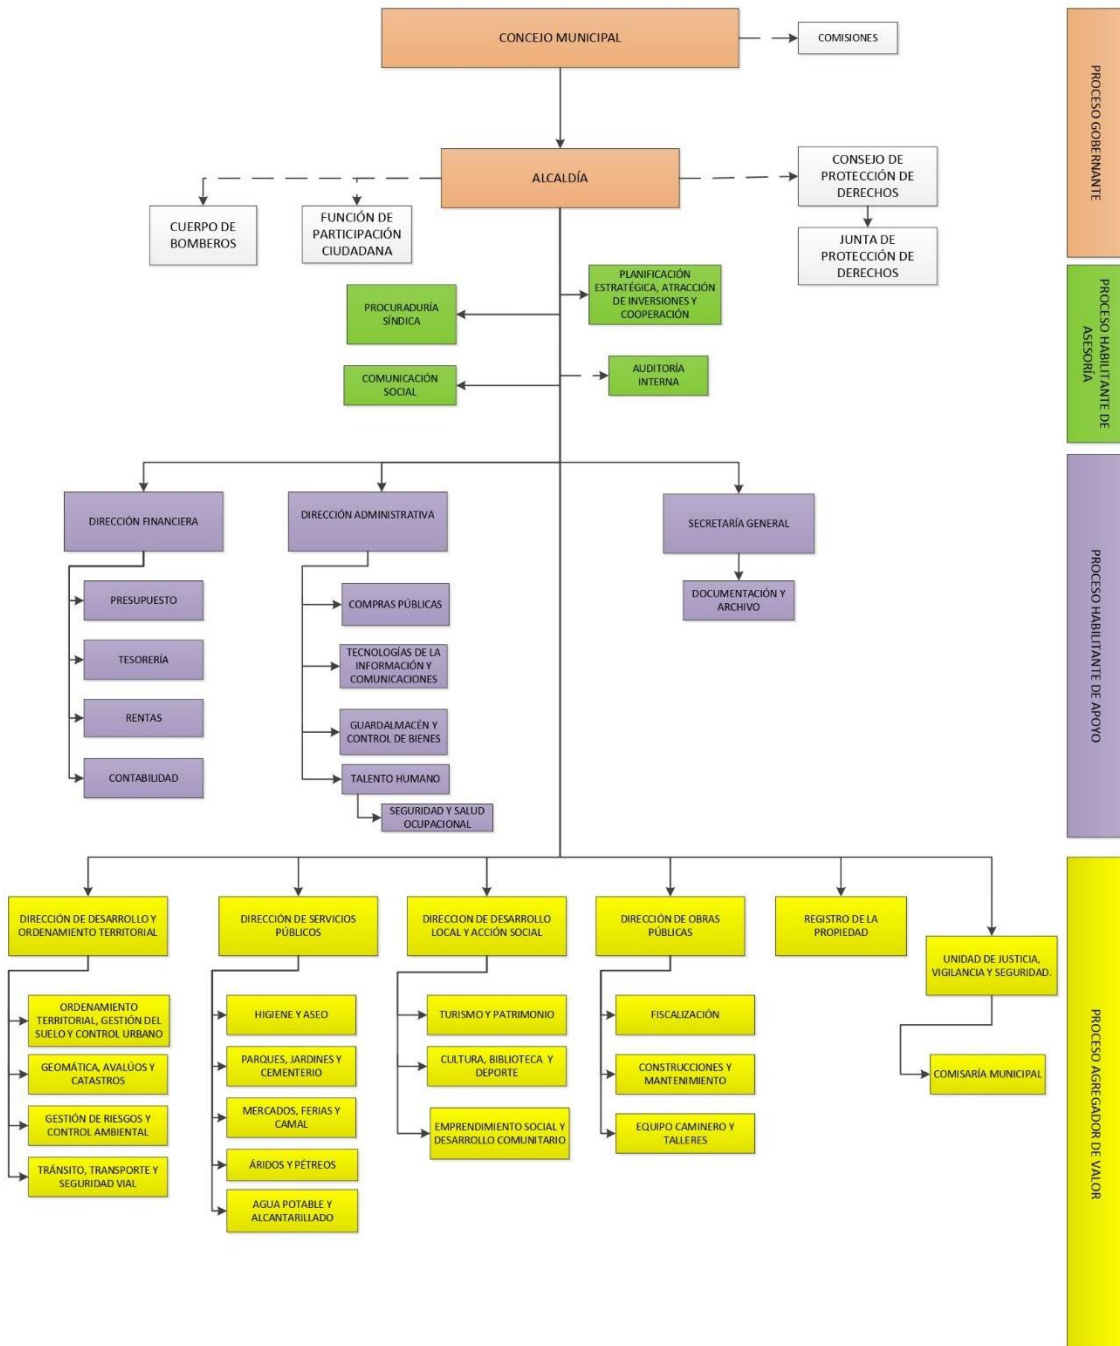 CONCEJO MUNICIPAL
COMISIONES
PROCESO GOBERNANTE
ALCALDÍA
CONSEJO DE
PROTECCIÓN DE
DERECHOS
CUERPO DE
BOMBEROS
FUNCIÓN DE
PARTICIPACIÓN
CIUDADANA
JUNTA DE
PROTECCIÓN DE
DERECHOS
PROCESO HABILITANTE DE
ASESORÍA
PROCURADURÍA
SÍNDICA
PLANIFICACIÓN
ESTRATÉGICA, ATRACCIÓN
DE INVERSIONES Y
COOPERACIÓN
COMUNICACIÓN
SOCIAL
AUDITORÍA
INTERNA
PROCESO HABILITANTE DE APOYO
DIRECCIÓN FINANCIERA
PRESUPUESTO
TESORERÍA
RENTAS
CONTABILIDAD
DIRECCIÓN ADMINISTRATIVA
COMPRAS PÚBLICAS
TECNOLOGÍAS DE LA
INFORMACIÓN Y
COMUNICACIONES
GUARDALMACÉN Y
CONTROL DE BIENES
TALENTO HUMANO
SEGURIDAD Y SALUD
OCUPACIONAL
SECRETARÍA GENERAL
DOCUMENTACIÓN Y
ARCHIVO
PROCESO AGREGADOR DE VALOR
DIRECCIÓN DE DESARROLLO Y
ORDENAMIENTO TERRITORIAL
ORDENAMIENTO
TERRITORIAL, GESTIÓN DEL
SUELO Y CONTROL URBANO
GEOMÁTICA, AVALÚOS Y
CATASTROS
GESTIÓN DE RIESGOS Y
CONTROL AMBIENTAL
TRÁNSITO, TRANSPORTE Y
SEGURIDAD VIAL
DIRECCIÓN DE SERVICIOS
PÚBLICOS
HIGIENE Y ASEO
PARQUES, JARDINES Y
CEMENTERIO
MERCADOS, FERIAS Y
CAMAL
ÁRIDOS Y PÉTREOS
AGUA POTABLE Y
ALCANTARILLADO
DIRECCION DE DESARROLLO
LOCAL Y ACCIÓN SOCIAL
TURISMO Y PATRIMONIO
CULTURA, BIBLIOTECA Y
DEPORTE
EMPRENDIMIENTO SOCIAL Y
DESARROLLO COMUNITARIO
DIRECCIÓN DE OBRAS
PÚBLICAS
FISCALIZACIÓN
CONSTRUCCIONES Y
MANTENIMIENTO
EQUIPO CAMINERO Y
TALLERES
REGISTRO DE LA
PROPIEDAD
UNIDAD DE JUSTICIA,
VIGILANCIA Y SEGURIDAD.
COMISARÍA MUNICIPAL